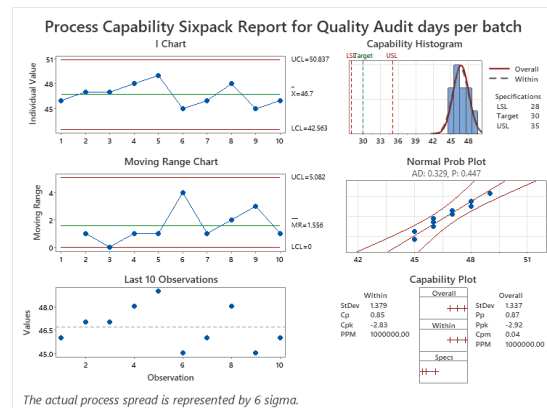 Process Capability Sixpack Report for Quality Audit days per batch
I Chart
Individual Value
51
48
45
UCL=50.837
X=46.7
LCL=42.563
1 2 3 4 5 6 7 8 9 10
Capability Histogram
LSL Target USL
30 33 36 39 42 45 48
Overall
Within
Specifications
LSL 28
Target 30
USL 35
Moving Range Chart
Moving Range
4
2
0
UCL=5.082
MR=1.556
LCL=0
1 2 3 4 5 6 7 8 9 10
Normal Prob Plot
AD: 0.329, P: 0.447
42 45 48 51
Last 10 Observations
Values
48.0
46.5
45.0
2 4 6 8 10
Observation
Capability Plot
Within
StDev 1.379
Cp 0.85
Cpk -2.83
PPM 1000000.00
Overall
Within
Specs
Overall
StDev 1.337
Pp 0.87
Ppk -2.92
Cpm 0.04
PPM 1000000.00
The actual process spread is represented by 6 sigma.